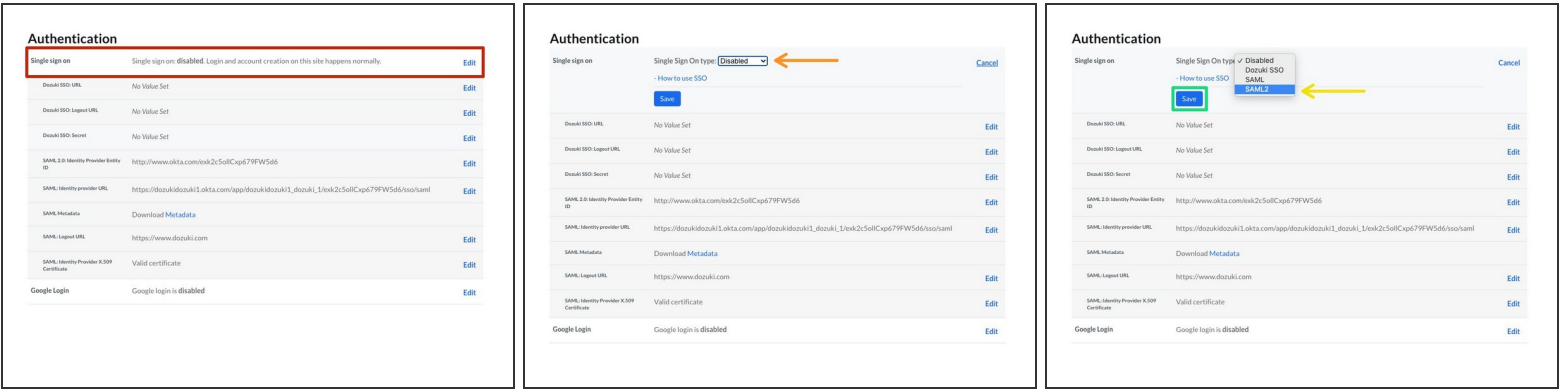 Authentication
Single sign on Single sign on: disabled. Login and account creation on this site happens normally. Edit
Dozuki SSO: URL No Value Set Edit
Dozuki SSO: Logout URL No Value Set Edit
Dozuki SSO: Secret No Value Set Edit
SAML 2.0: Identity Provider Entity ID http://www.okta.com/exk2c5ollCxp679FW5d6 Edit
SAML: Identity provider URL https://dozukidozuki1.okta.com/app/dozukidozuki1_dozuki_1/exk2c5ollCxp679FW5d6/sso/saml Edit
SAML Metadata Download Metadata
SAML: Logout URL https://www.dozuki.com Edit
SAML: Identity Provider X.509 Certificate Valid certificate Edit
Google Login Google login is disabled Edit
Authentication
Single sign on Single Sign On type: Disabled Cancel
- How to use SSO
Save
Dozuki SSO: URL No Value Set Edit
Dozuki SSO: Logout URL No Value Set Edit
Dozuki SSO: Secret No Value Set Edit
SAML 2.0: Identity Provider Entity ID http://www.okta.com/exk2c5ollCxp679FW5d6 Edit
SAML: Identity provider URL https://dozukidozuki1.okta.com/app/dozukidozuki1_dozuki_1/exk2c5ollCxp679FW5d6/sso/saml Edit
SAML Metadata Download Metadata
SAML: Logout URL https://www.dozuki.com Edit
SAML: Identity Provider X.509 Certificate Valid certificate Edit
Google Login Google login is disabled Edit
Authentication
Single sign on Single Sign On type ✓ Disabled Cancel
Dozuki SSO
- How to use SSO SAML
SAML2
Save
Dozuki SSO: URL No Value Set Edit
Dozuki SSO: Logout URL No Value Set Edit
Dozuki SSO: Secret No Value Set Edit
SAML 2.0: Identity Provider Entity ID http://www.okta.com/exk2c5ollCxp679FW5d6 Edit
SAML: Identity provider URL https://dozukidozuki1.okta.com/app/dozukidozuki1_dozuki_1/exk2c5ollCxp679FW5d6/sso/saml Edit
SAML Metadata Download Metadata
SAML: Logout URL https://www.dozuki.com Edit
SAML: Identity Provider X.509 Certificate Valid certificate Edit
Google Login Google login is disabled Edit